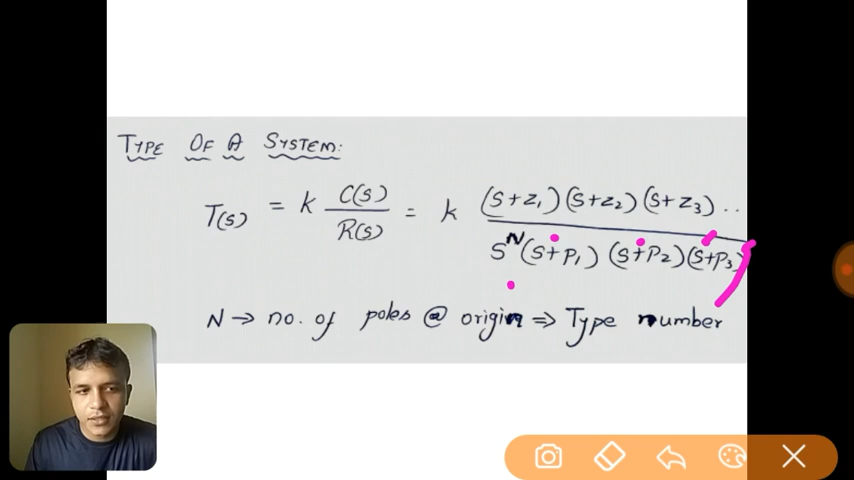 TYPE OF A SYSTEM:
T(s) = k C(s) / R(s) = k (s+z₁)(s+z₂)(s+z₃).. / s^N(s+p₁)(s+p₂)(s+p₃)
N → no. of poles @ origin ⇒ Type number